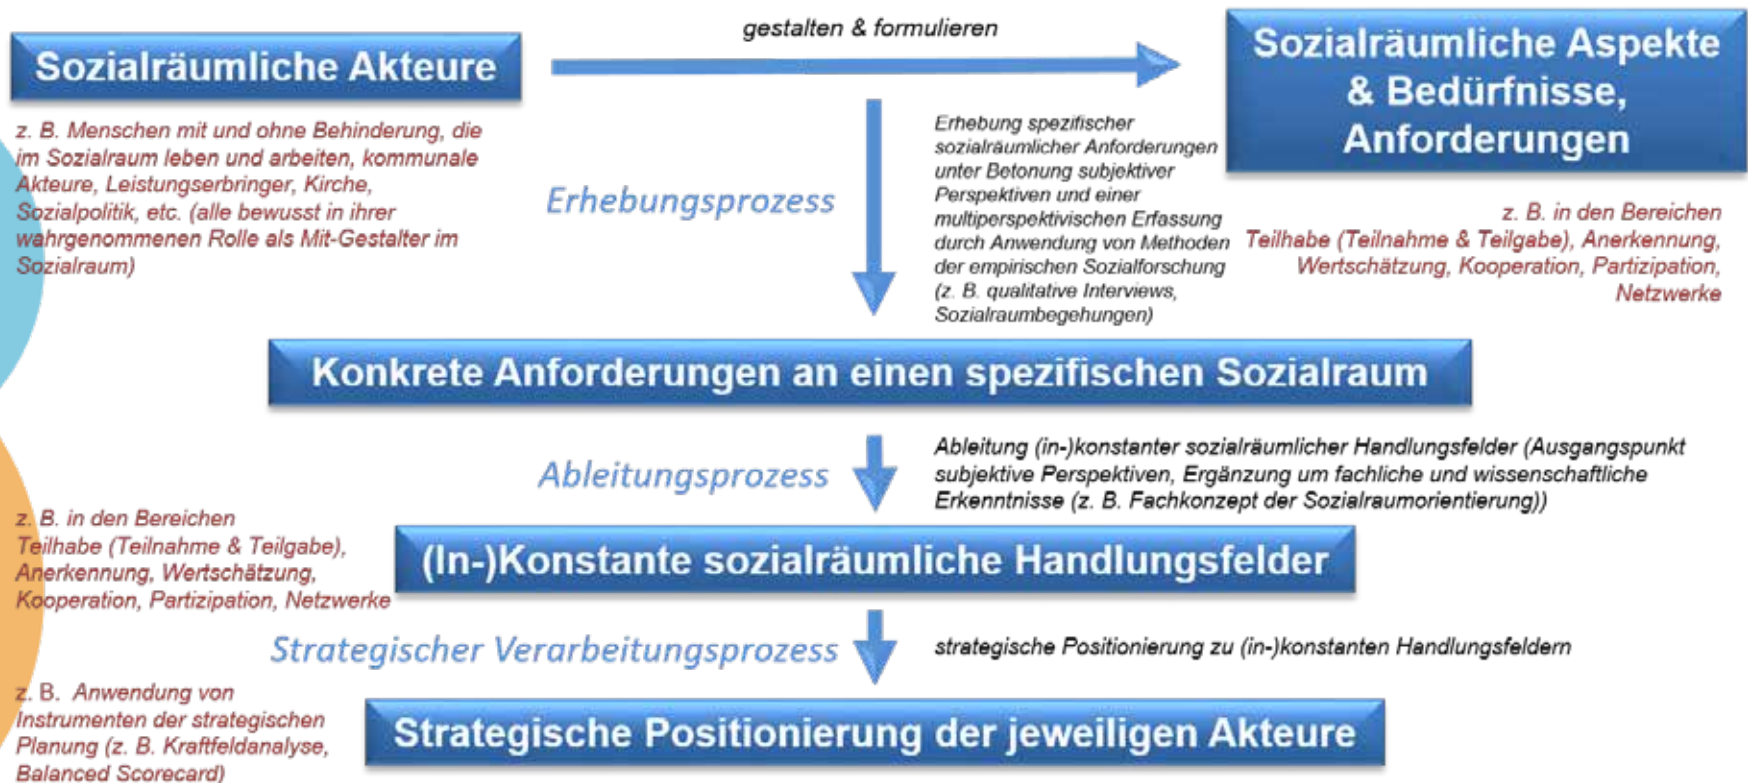 gestalten & formulieren
Sozialräumliche Akteure
Sozialräumliche Aspekte
& Bedürfnisse,
Anforderungen
z. B. Menschen mit und ohne Behinderung, die
im Sozialraum leben und arbeiten, kommunale
Akteure, Leistungserbringer, Kirche,
Sozialpolitik, etc. (alle bewusst in ihrer
wahrgenommenen Rolle als Mit-Gestalter im
Sozialraum)
Erhebungsprozess
Erhebung spezifischer
sozialräumlicher Anforderungen
unter Betonung subjektiver
Perspektiven und einer
multiperspektivischen Erfassung
durch Anwendung von Methoden
der empirischen Sozialforschung
(z. B. qualitative Interviews,
Sozialraumbegehungen)
z. B. in den Bereichen
Teilhabe (Teilnahme & Teilgabe), Anerkennung,
Wertschätzung, Kooperation, Partizipation,
Netzwerke
Konkrete Anforderungen an einen spezifischen Sozialraum
Ableitungsprozess
Ableitung (in-)konstanter sozialräumlicher Handlungsfelder (Ausgangspunkt
subjektive Perspektiven, Ergänzung um fachliche und wissenschaftliche
Erkenntnisse (z. B. Fachkonzept der Sozialraumorientierung))
z. B. in den Bereichen
Teilhabe (Teilnahme & Teilgabe),
Anerkennung, Wertschätzung,
Kooperation, Partizipation, Netzwerke
(In-)Konstante sozialräumliche Handlungsfelder
Strategischer Verarbeitungsprozess
strategische Positionierung zu (in-)konstanten Handlungsfeldern
z. B. Anwendung von
Instrumenten der strategischen
Planung (z. B. Kraftfeldanalyse,
Balanced Scorecard)
Strategische Positionierung der jeweiligen Akteure